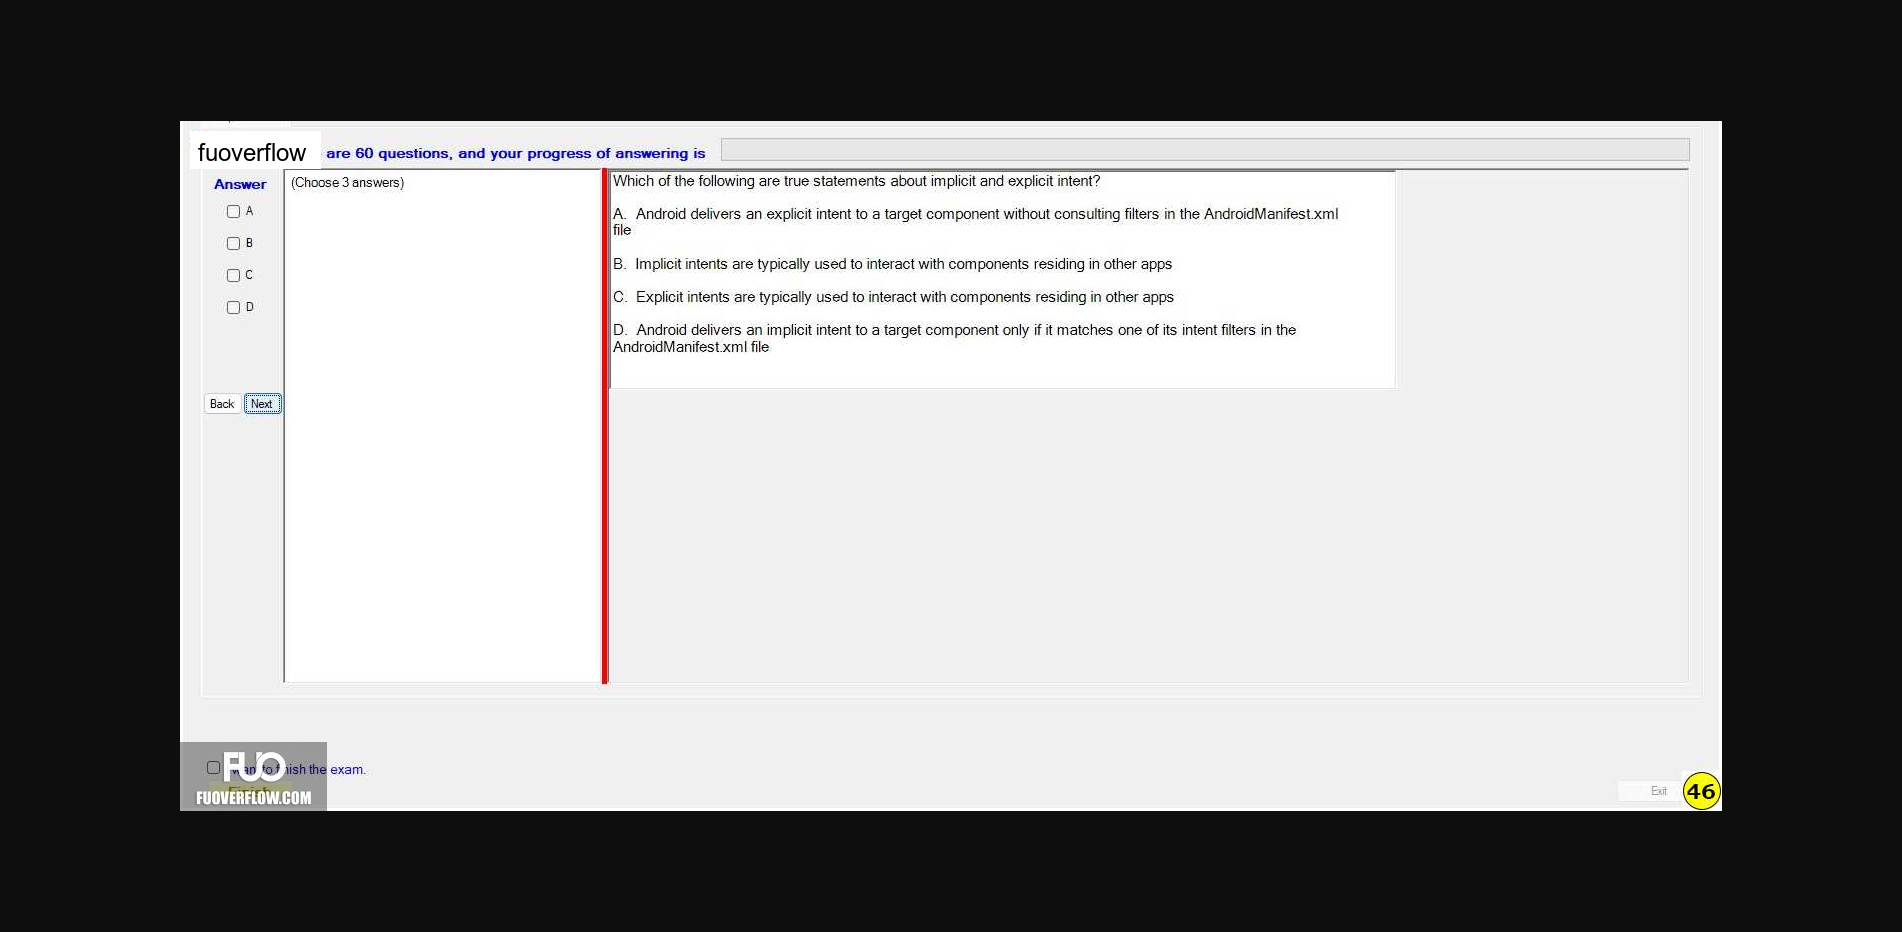 fuoverflow are 60 questions, and your progress of answering is
Answer
A
B
C
D
Back Next
(Choose 3 answers)
Which of the following are true statements about implicit and explicit intent?
A. Android delivers an explicit intent to a target component without consulting filters in the AndroidManifest.xml
file
B. Implicit intents are typically used to interact with components residing in other apps
C. Explicit intents are typically used to interact with components residing in other apps
D. Android delivers an implicit intent to a target component only if it matches one of its intent filters in the
AndroidManifest.xml file
to finish the exam.
FUO
Finish
FUOVERFLOW.COM
Exit
46